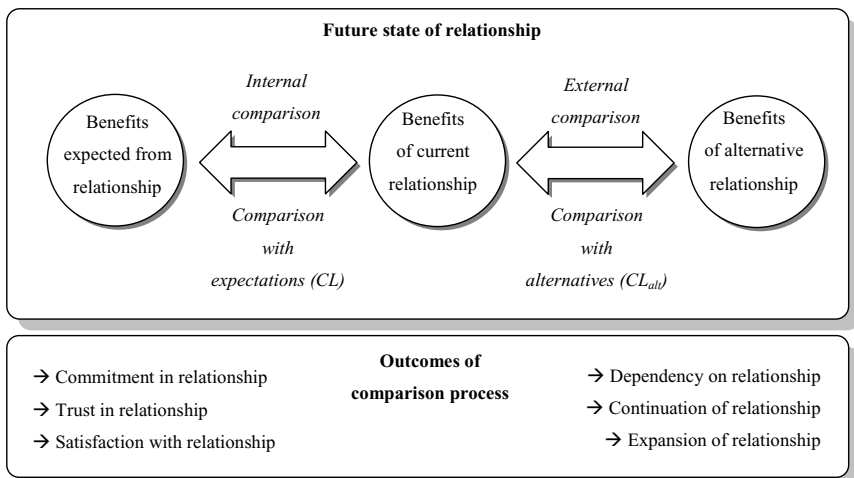 Future state of relationship
Internal
comparison
External
comparison
Benefits
expected from
relationship
Benefits
of current
relationship
Benefits
of alternative
relationship
Comparison
with
expectations (CL)
Comparison
with
alternatives (CLalt)
Outcomes of
comparison process
→ Commitment in relationship
→ Trust in relationship
→ Satisfaction with relationship
→ Dependency on relationship
→ Continuation of relationship
→ Expansion of relationship